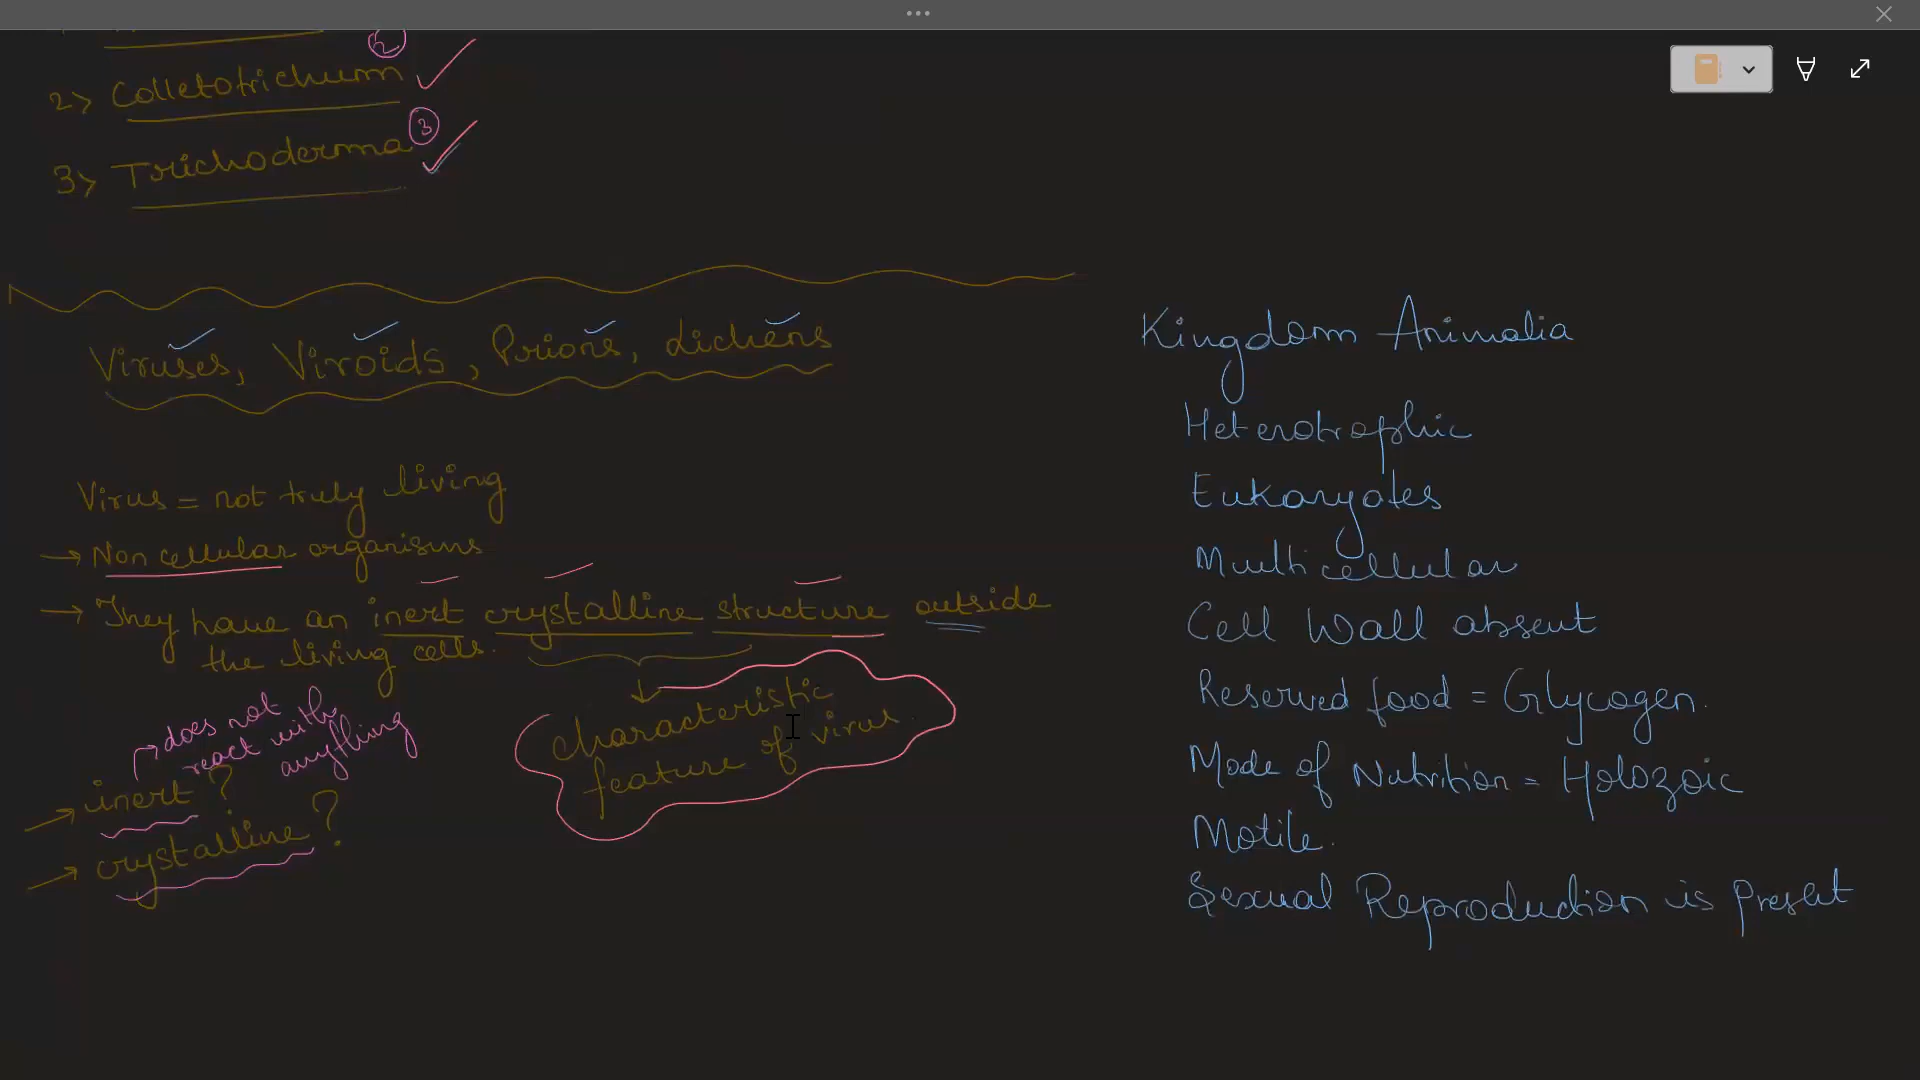 2> Colletotrichum
2
3> Trichoderma
3
Viruses, Viroids, Prions, Lichens
Virus = not truly living
→ Non cellular organisms
→ They have an inert crystalline structure outside
the living cells.
characteristic
feature of virus
does not
react with
anything
→ inert?
→ crystalline?
Kingdom Animalia
Heterotrophic
Eukaryotes
Multicellular
Cell Wall absent
Reserved food = Glycogen.
Mode of Nutrition = Holozoic
Motile.
Sexual Reproduction is Present